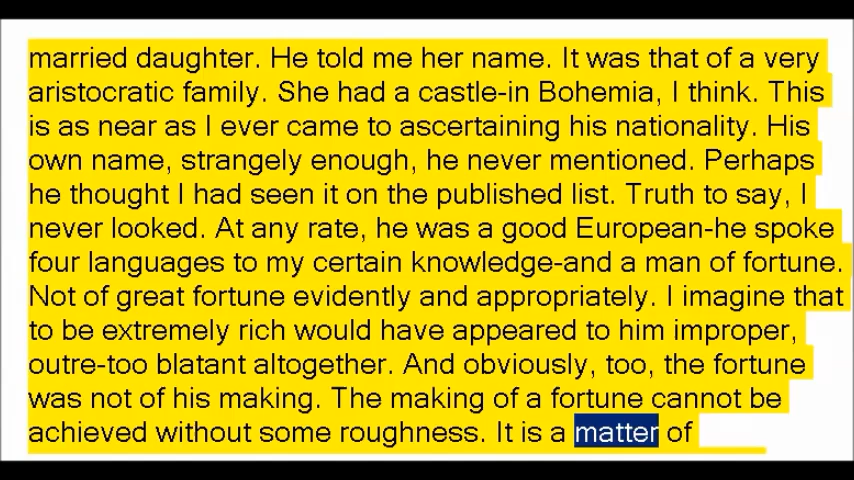 married daughter. He told me her name. It was that of a very
aristocratic family. She had a castle-in Bohemia, I think. This
is as near as I ever came to ascertaining his nationality. His
own name, strangely enough, he never mentioned. Perhaps
he thought I had seen it on the published list. Truth to say, I
never looked. At any rate, he was a good European-he spoke
four languages to my certain knowledge-and a man of fortune.
Not of great fortune evidently and appropriately. I imagine that
to be extremely rich would have appeared to him improper,
outre-too blatant altogether. And obviously, too, the fortune
was not of his making. The making of a fortune cannot be
achieved without some roughness. It is a matter of